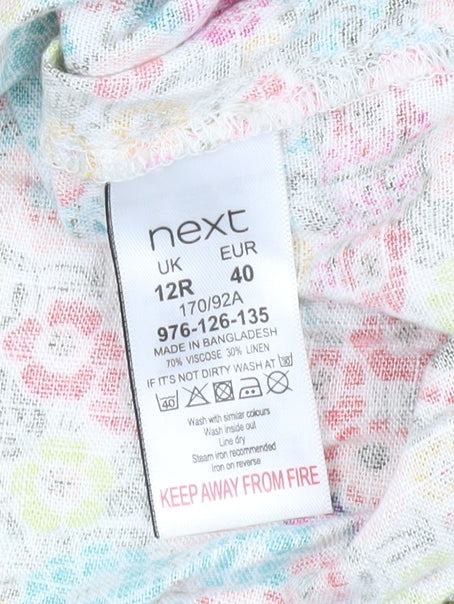 next
UK EUR
12R 40
170/92A
976-126-135
MADE IN BANGLADESH
70% VISCOSE 30% LINEN
IF IT'S NOT DIRTY WASH AT
40
Wash with similar colours
Wash inside out
Line dry
Steam iron recommended
Iron on reverse
KEEP AWAY FROM FIRE